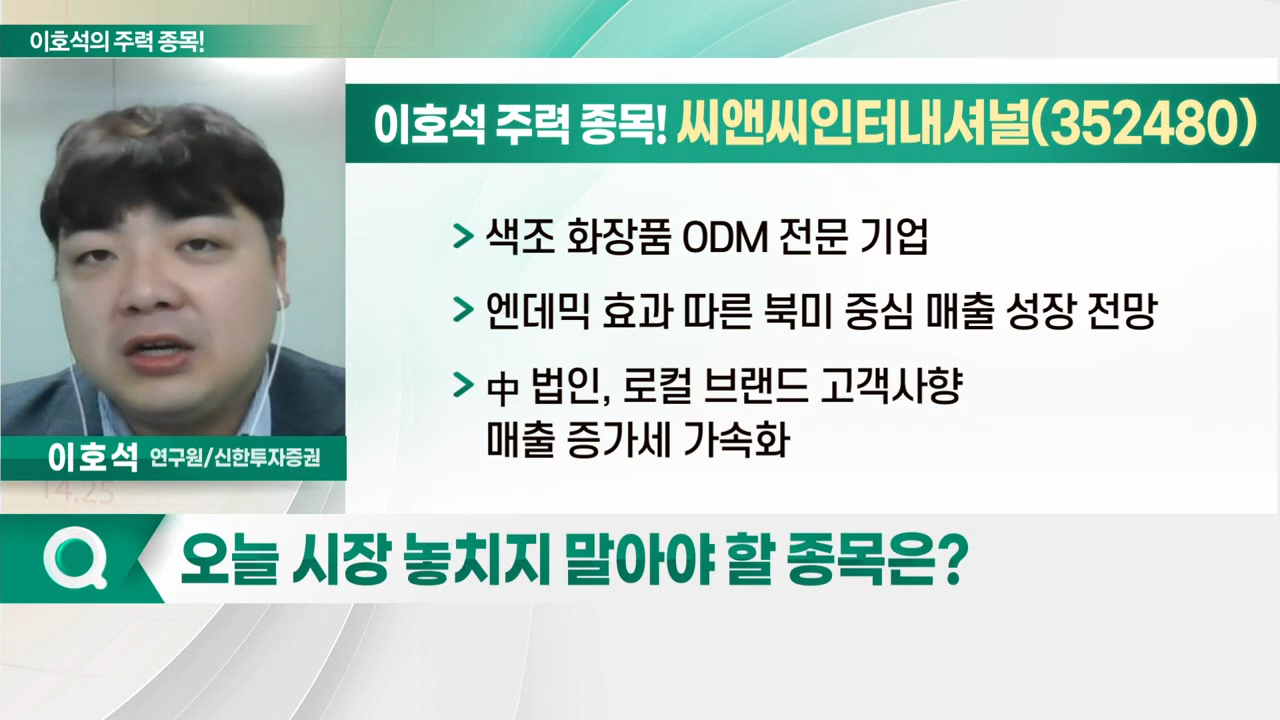 이호석의 주력 종목!
이호석 주력 종목! 씨앤씨인터내셔널(352480)
> 색조 화장품 ODM 전문 기업
> 엔데믹 효과 따른 북미 중심 매출 성장 전망
> 中 법인, 로컬 브랜드 고객사향
매출 증가세 가속화
이호석 연구원/신한투자증권
14.25
Q 오늘 시장 놓치지 말아야 할 종목은?